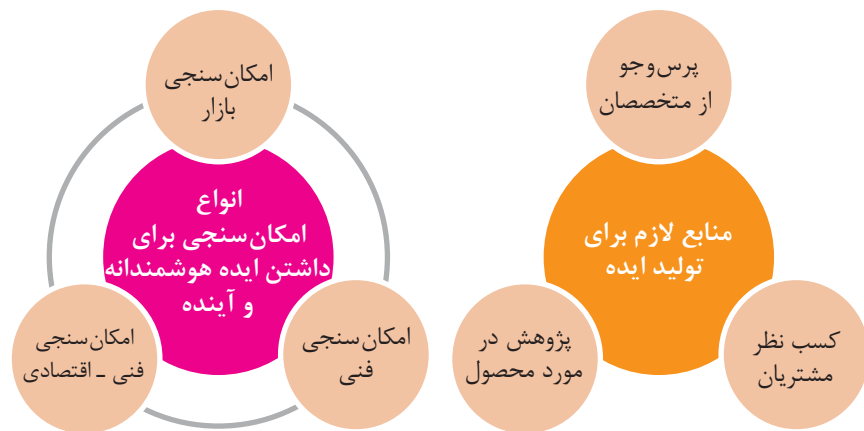 پرس‌وجو
از متخصصان
منابع لازم برای
تولید ایده
کسب نظر
مشتریان
پژوهش در
مورد محصول
امکان‌سنجی
بازار
انواع
امکان‌سنجی برای
داشتن ایده هوشمندانه
و آینده
امکان‌سنجی
فنی
امکان‌سنجی
فنی ـ اقتصادی